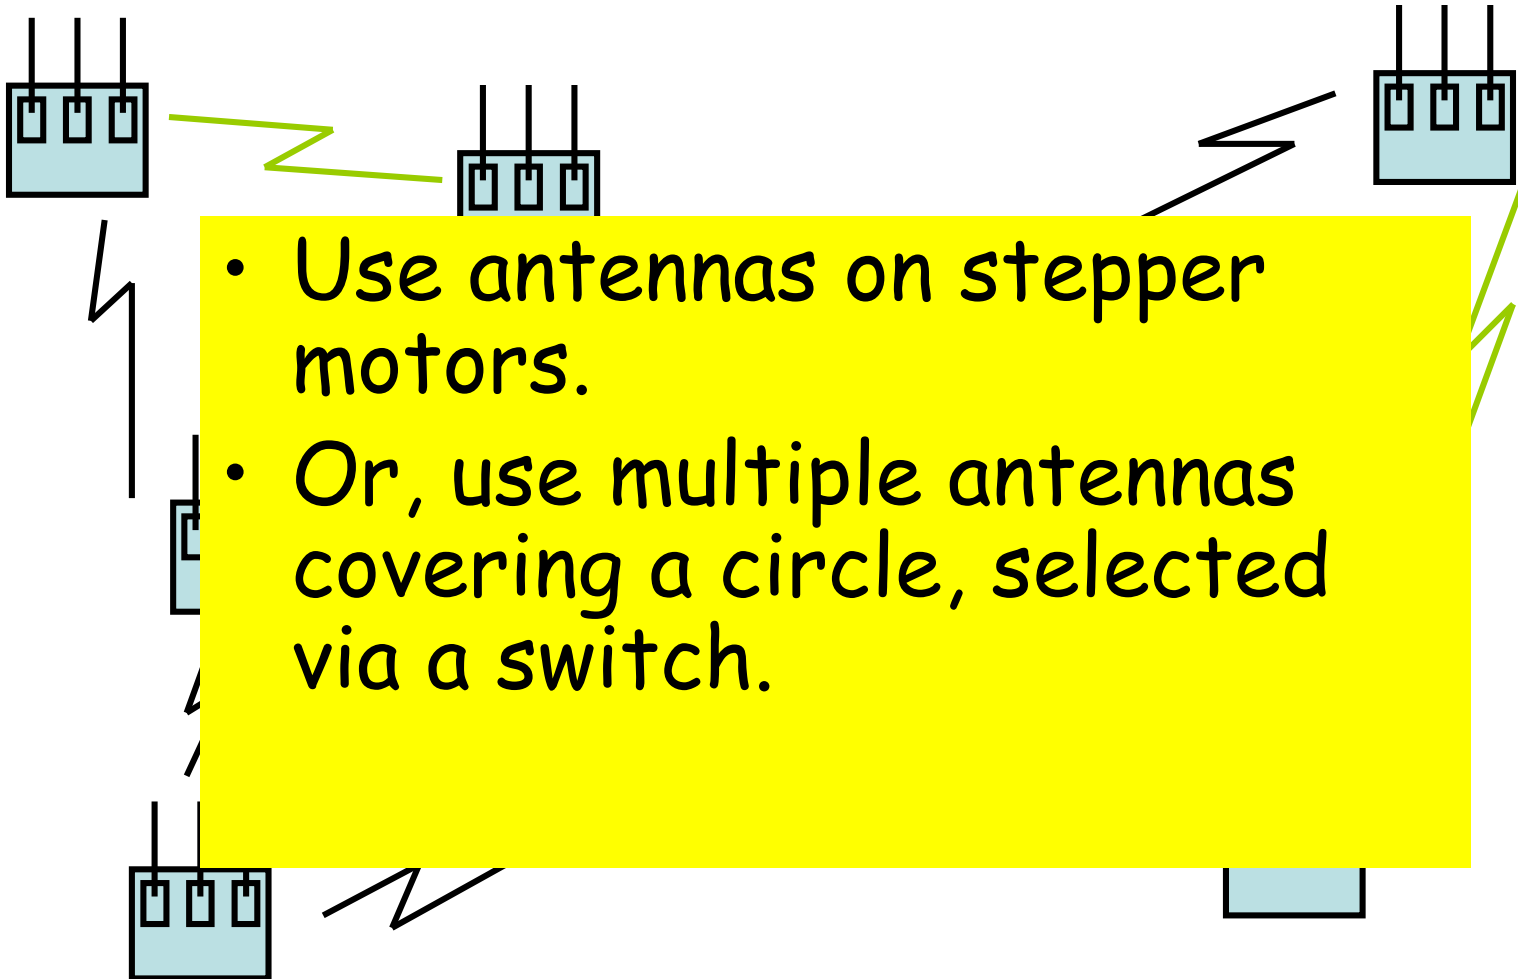 • Use antennas on stepper
motors.
• Or, use multiple antennas
covering a circle, selected
via a switch.